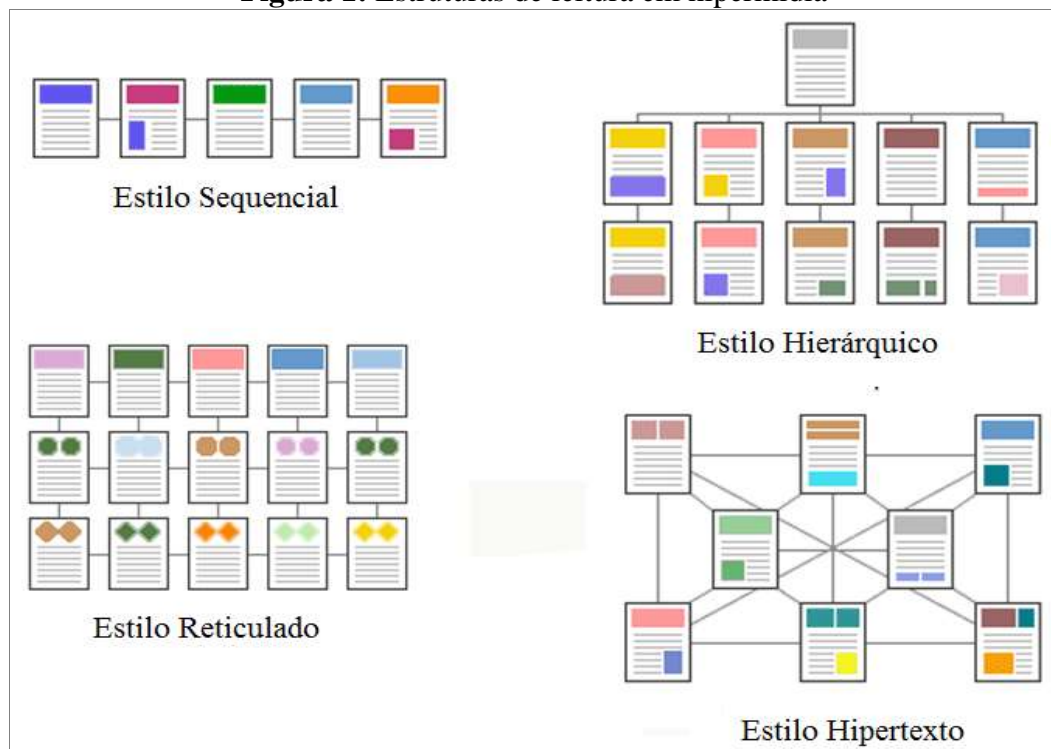 Estilo Sequencial
Estilo Hierárquico
Estilo Reticulado
Estilo Hipertexto